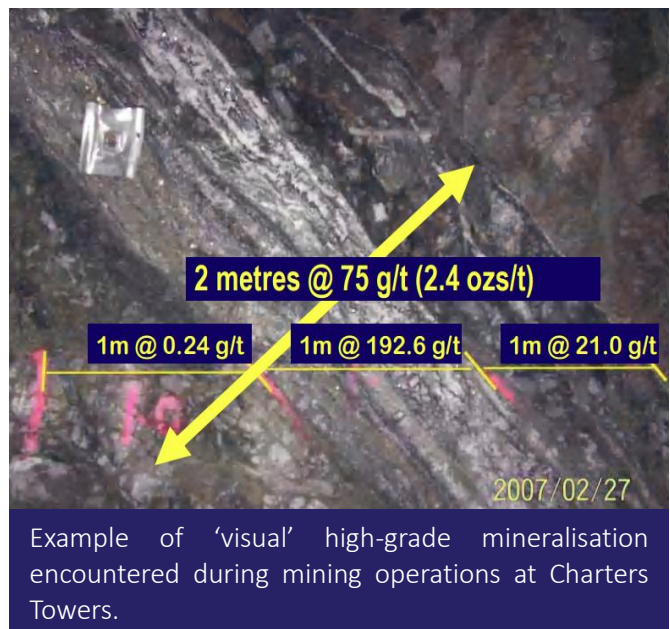 2 metres @ 75 g/t (2.4 ozs/t)
1m @ 0.24 g/t
1m @ 192.6 g/t
1m @ 21.0 g/t
2007/02/27
Example of ‘visual’ high-grade mineralisation
encountered during mining operations at Charters
Towers.